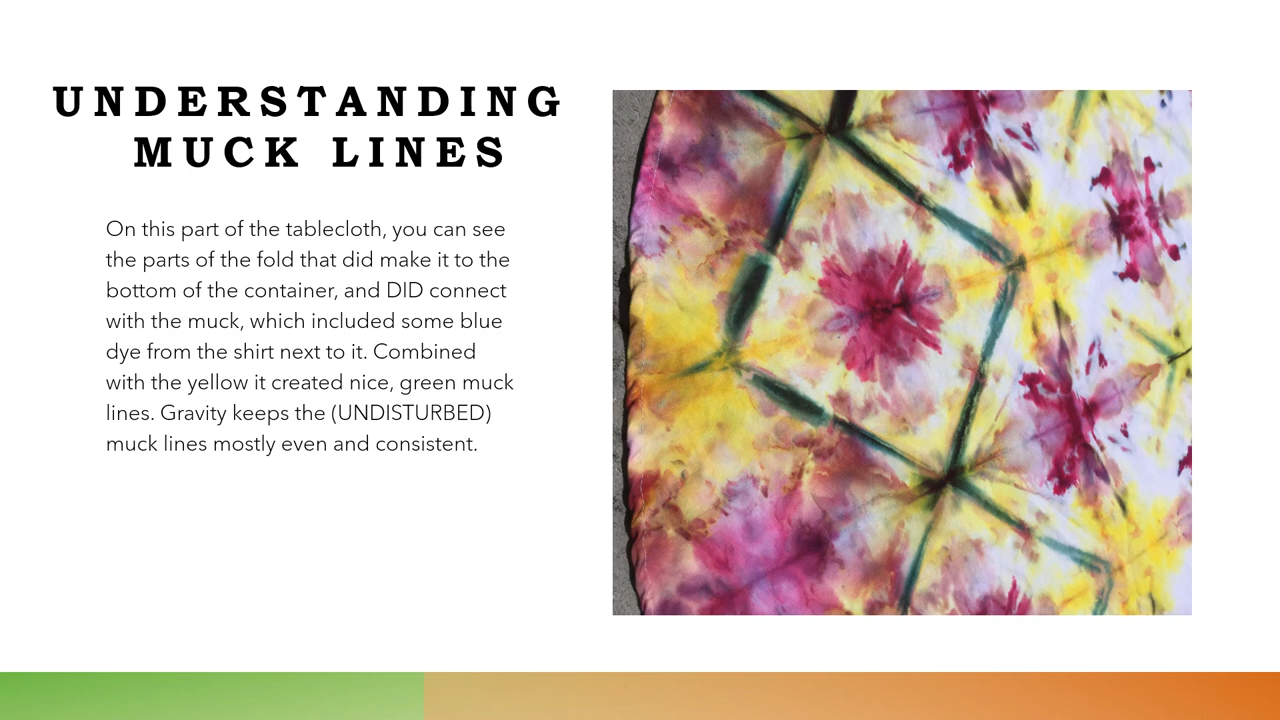 UNDERSTANDING
MUCK LINES
On this part of the tablecloth, you can see
the parts of the fold that did make it to the
bottom of the container, and DID connect
with the muck, which included some blue
dye from the shirt next to it. Combined
with the yellow it created nice, green muck
lines. Gravity keeps the (UNDISTURBED)
muck lines mostly even and consistent.